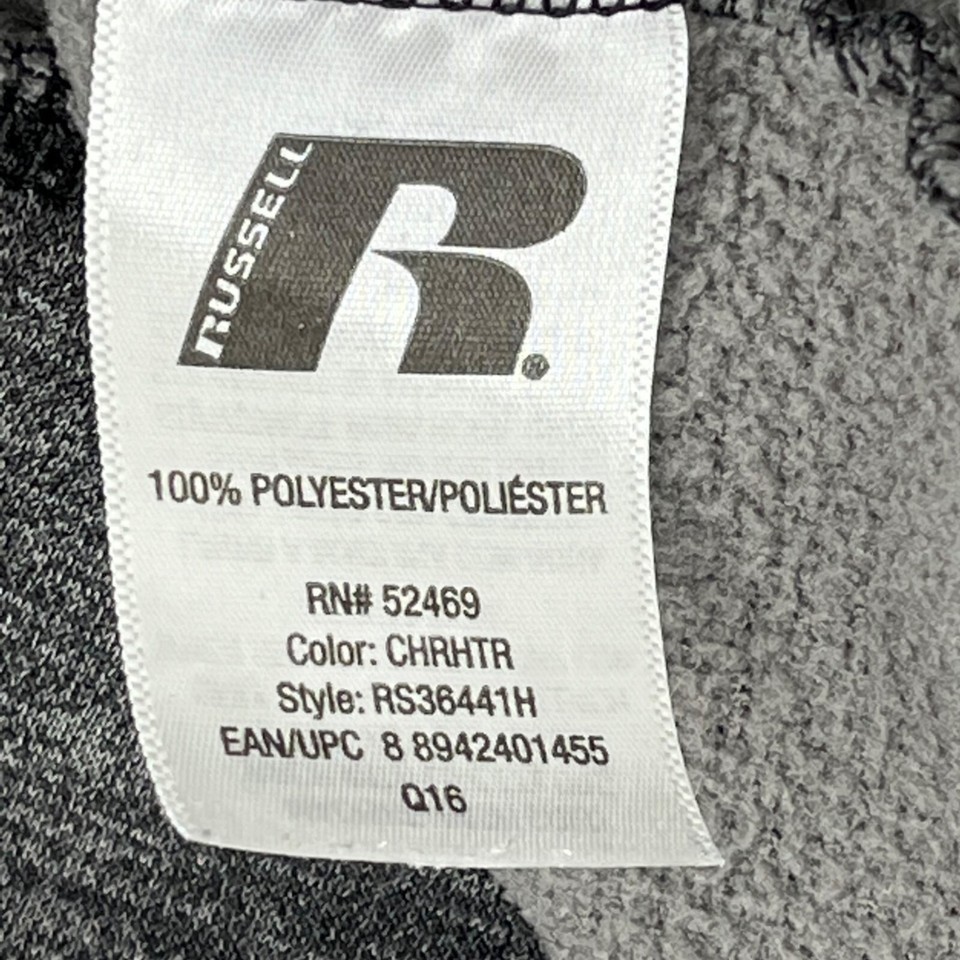 RUSSELL
R®
100% POLYESTER/POLIÉSTER
RN# 52469
Color: CHRHTR
Style: RS36441H
EAN/UPC 8 8942401455
Q16